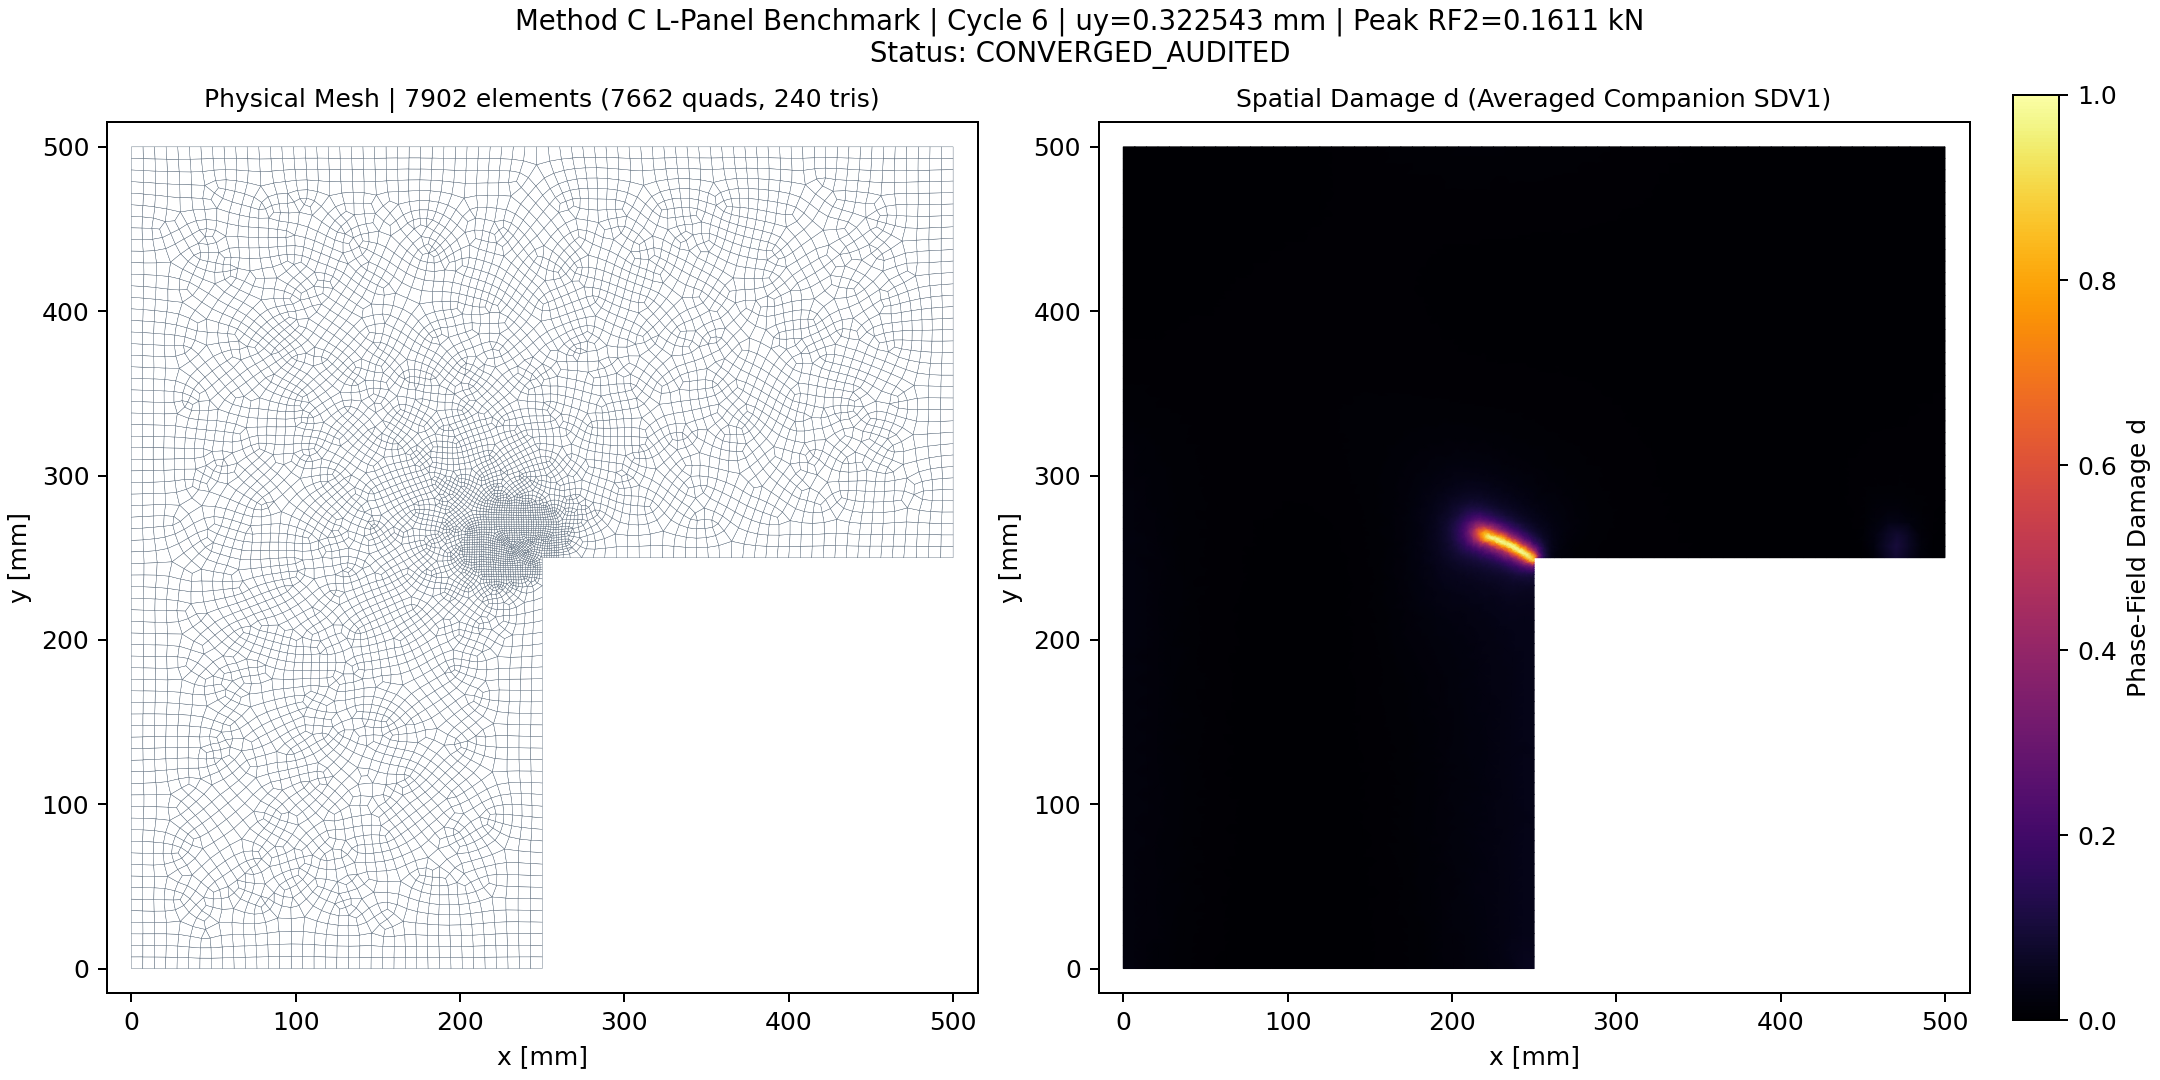 Method C L-Panel Benchmark | Cycle 6 | uy=0.322543 mm | Peak RF2=0.1611 kN
Status: CONVERGED_AUDITED
Physical Mesh | 7902 elements (7662 quads, 240 tris)
500
400
300
200
100
0
y [mm]
0 100 200 300 400 500
x [mm]
Spatial Damage d (Averaged Companion SDV1)
500
400
300
200
100
0
y [mm]
0 100 200 300 400 500
x [mm]
1.0
0.8
0.6
0.4
0.2
0.0
Phase-Field Damage d